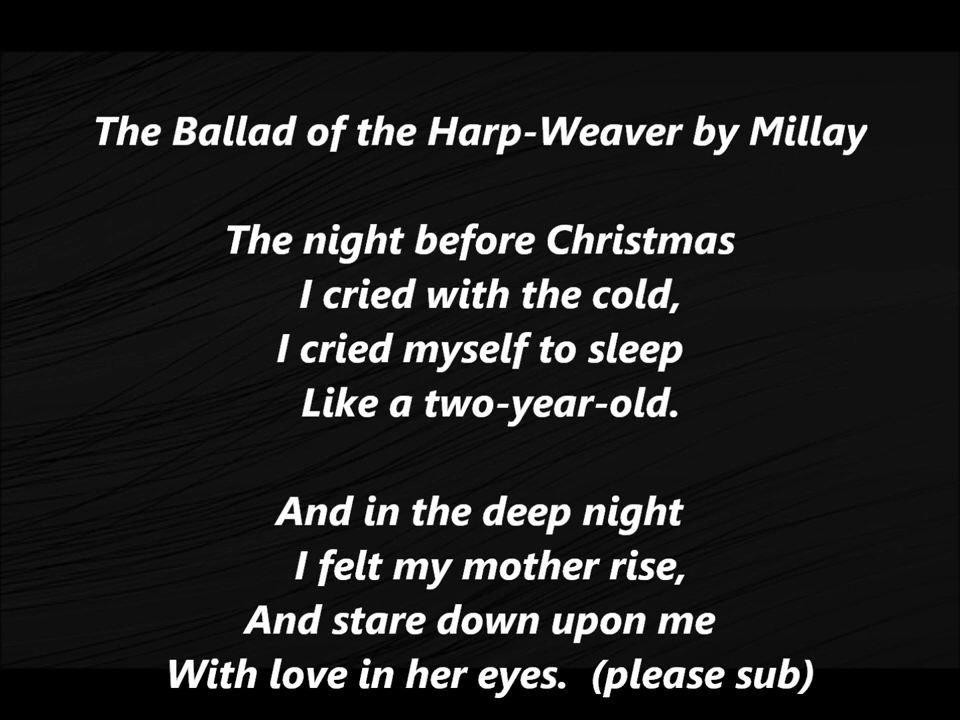 The Ballad of the Harp-Weaver by Millay
The night before Christmas
I cried with the cold,
I cried myself to sleep
Like a two-year-old.
And in the deep night
I felt my mother rise,
And stare down upon me
With love in her eyes. (please sub)